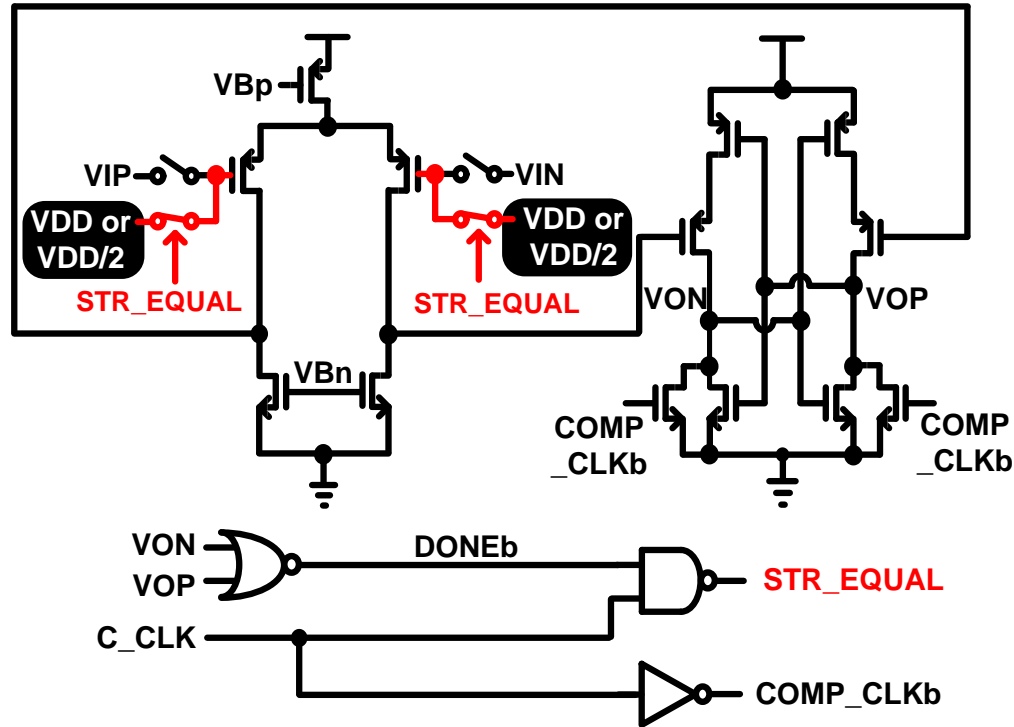 VBp
VIP
VIN
VDD or
VDD/2
VDD or
VDD/2
STR_EQUAL
STR_EQUAL
VON
VOP
VBn
COMP
_CLKb
COMP
_CLKb
VON
VOP
DONEb
STR_EQUAL
C_CLK
COMP_CLKb